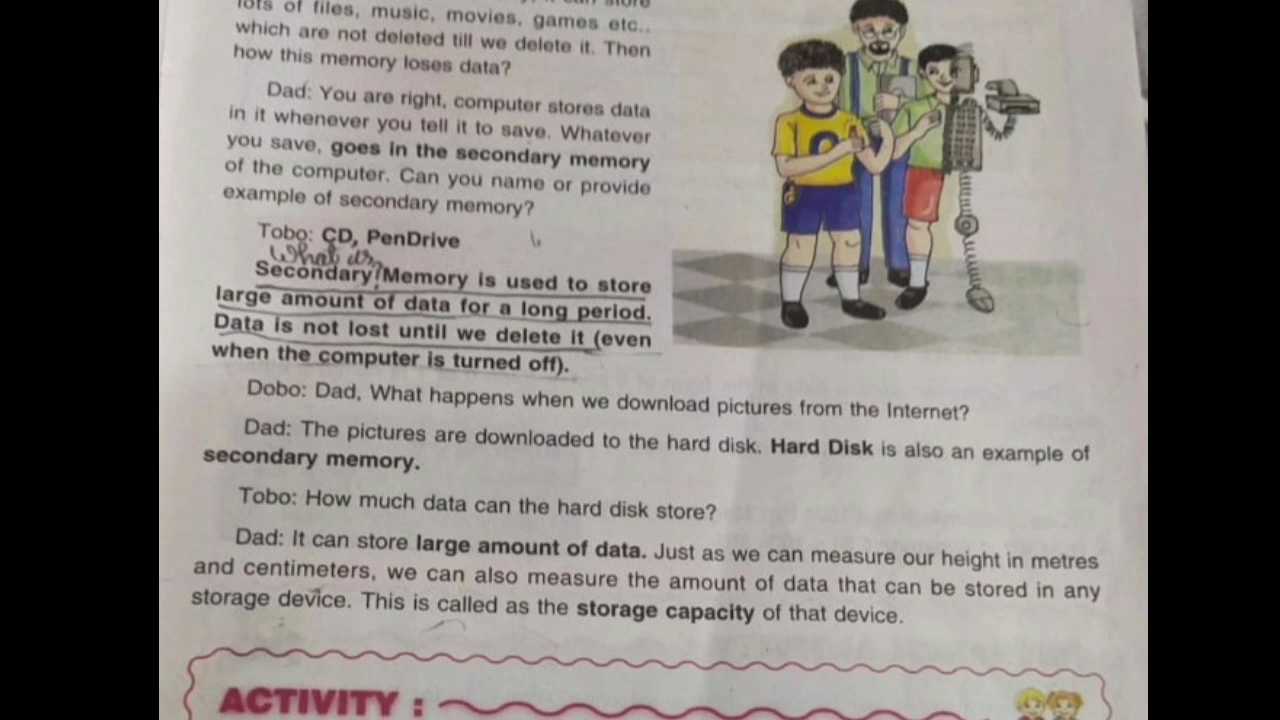 lots of files, music, movies, games etc..
which are not deleted till we delete it. Then
how this memory loses data?
Dad: You are right, computer stores data
in it whenever you tell it to save. Whatever
you save, goes in the secondary memory
of the computer. Can you name or provide
example of secondary memory?
Tobo: CD, PenDrive
What is
Secondary?Memory is used to store
large amount of data for a long period.
Data is not lost until we delete it (even
when the computer is turned off).
Dobo: Dad, What happens when we download pictures from the Internet?
Dad: The pictures are downloaded to the hard disk. Hard Disk is also an example of
secondary memory.
Tobo: How much data can the hard disk store?
Dad: It can store large amount of data. Just as we can measure our height in metres
and centimeters, we can also measure the amount of data that can be stored in any
storage device. This is called as the storage capacity of that device.
ACTIVITY :